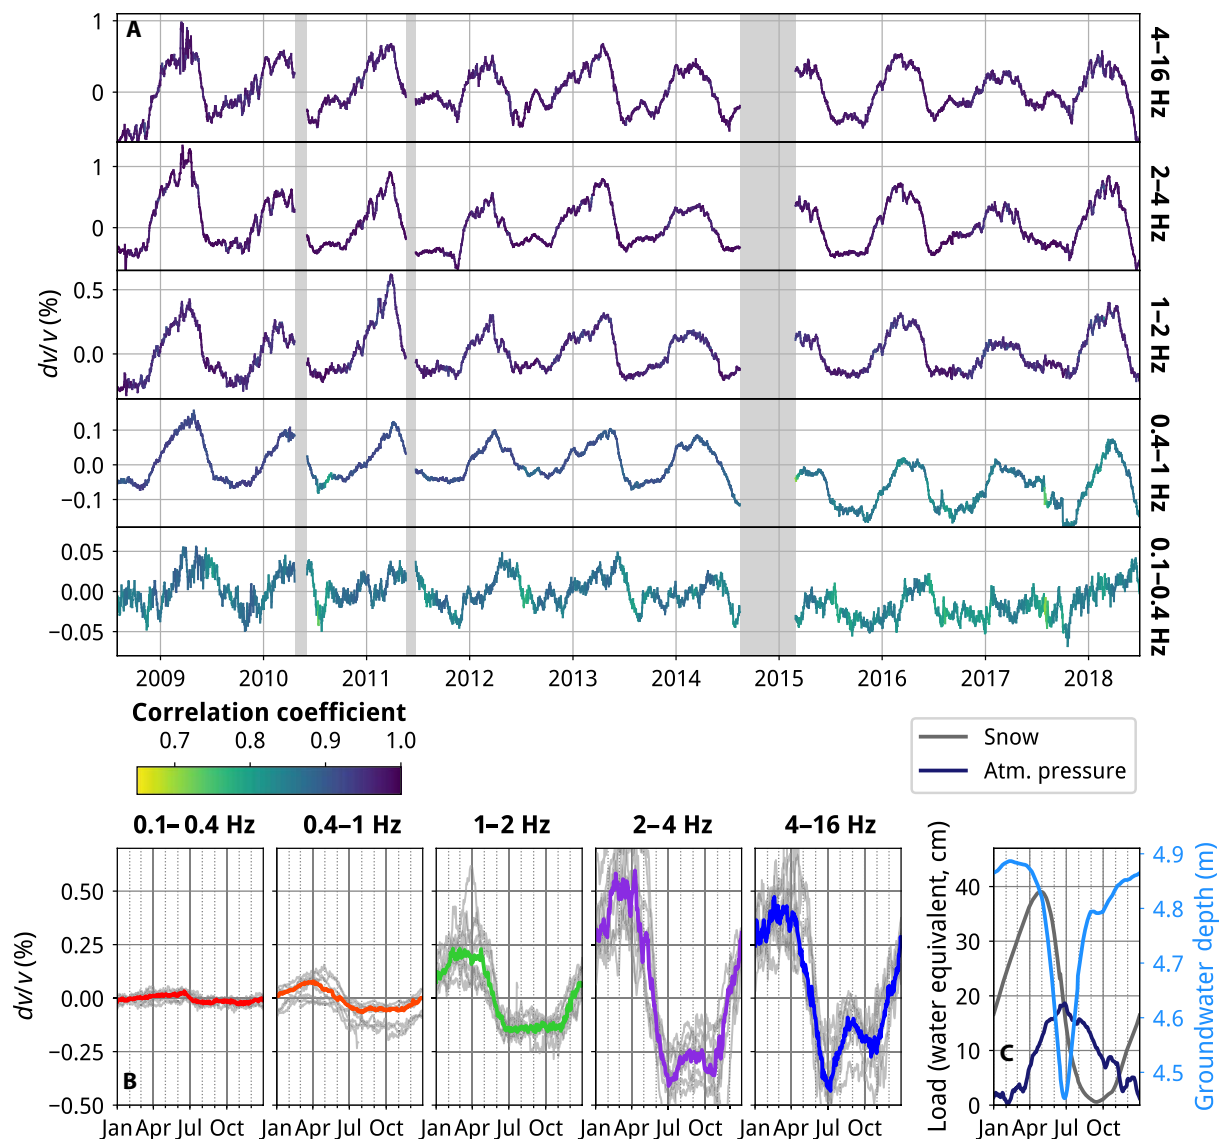 A
1
0
4–16 Hz
1
0
2–4 Hz
0.5
0.0
1–2 Hz
dv/v (%)
0.1
0.0
−0.1
0.4–1 Hz
0.05
0.00
−0.05
0.1–0.4 Hz
2009 2010 2011 2012 2013 2014 2015 2016 2017 2018
Correlation coefficient
0.7 0.8 0.9 1.0
Snow
Atm. pressure
0.1–0.4 Hz 0.4–1 Hz 1–2 Hz 2–4 Hz 4–16 Hz
0.50
0.25
0.00
−0.25
−0.50
dv/v (%)
B
Jan Apr Jul Oct Jan Apr Jul Oct Jan Apr Jul Oct Jan Apr Jul Oct Jan Apr Jul Oct
Load (water equivalent, cm)
40
30
20
10
0
C
4.9
4.8
4.7
4.6
4.5
Groundwater depth (m)
Jan Apr Jul Oct